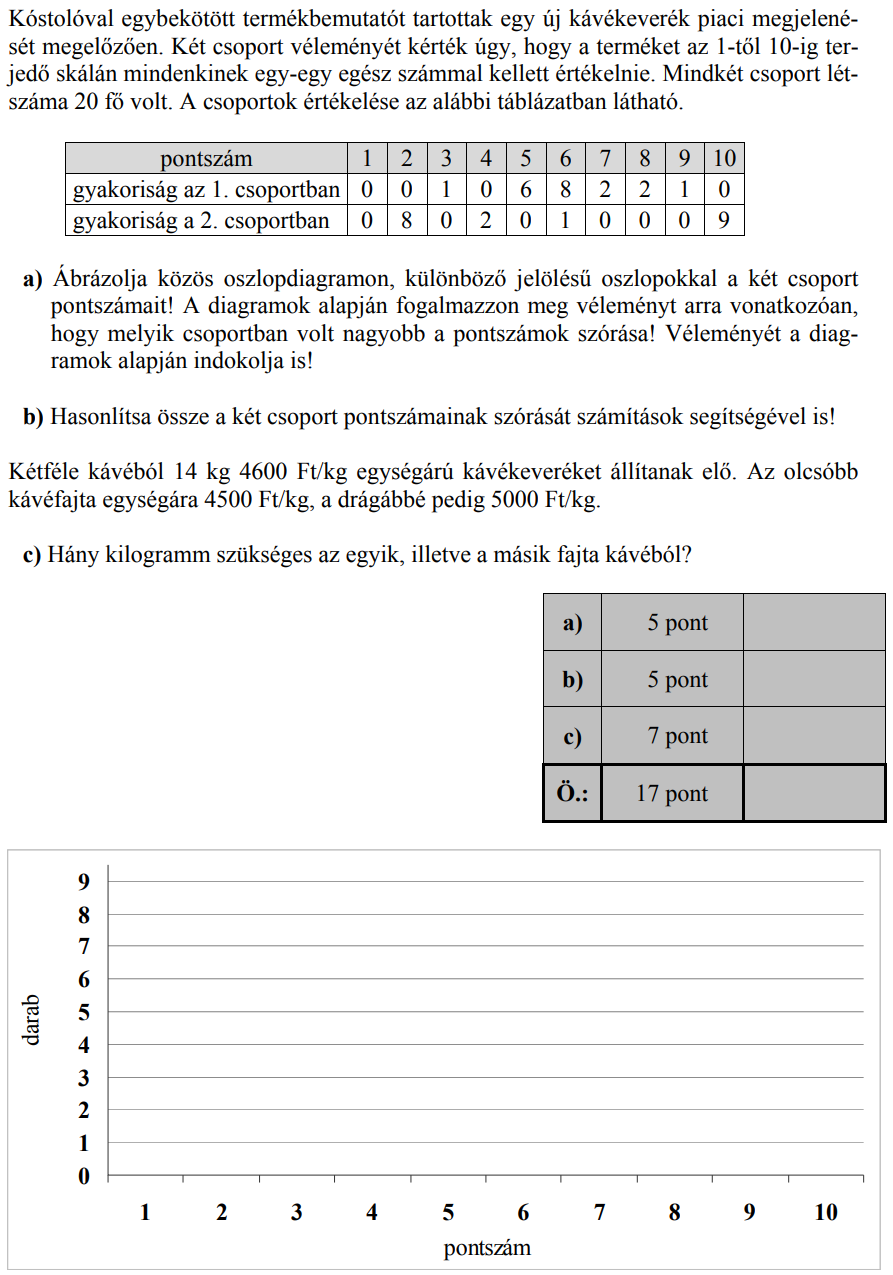 Kóstolóval egybekötött termékbemutatót tartottak egy új kávékeverék piaci megjelené-
sét megelőzően. Két csoport véleményét kérték úgy, hogy a terméket az 1-től 10-ig ter-
jedő skálán mindenkinek egy-egy egész számmal kellett értékelnie. Mindkét csoport lét-
száma 20 fő volt. A csoportok értékelése az alábbi táblázatban látható.
pontszám 1 2 3 4 5 6 7 8 9 10
gyakoriság az 1. csoportban 0 0 1 0 6 8 2 2 1 0
gyakoriság a 2. csoportban 0 8 0 2 0 1 0 0 0 9
a) Ábrázolja közös oszlopdiagramon, különböző jelölésű oszlopokkal a két csoport
pontszámait! A diagramok alapján fogalmazzon meg véleményt arra vonatkozóan,
hogy melyik csoportban volt nagyobb a pontszámok szórása! Véleményét a diag-
ramok alapján indokolja is!
b) Hasonlítsa össze a két csoport pontszámainak szórását számítások segítségével is!
Kétféle kávéból 14 kg 4600 Ft/kg egységárú kávékeveréket állítanak elő. Az olcsóbb
kávéfajta egységára 4500 Ft/kg, a drágábbé pedig 5000 Ft/kg.
c) Hány kilogramm szükséges az egyik, illetve a másik fajta kávéból?
a) 5 pont
b) 5 pont
c) 7 pont
Ö.: 17 pont
9
8
7
6
5
4
3
2
1
0
darab
1 2 3 4 5 6 7 8 9 10
pontszám